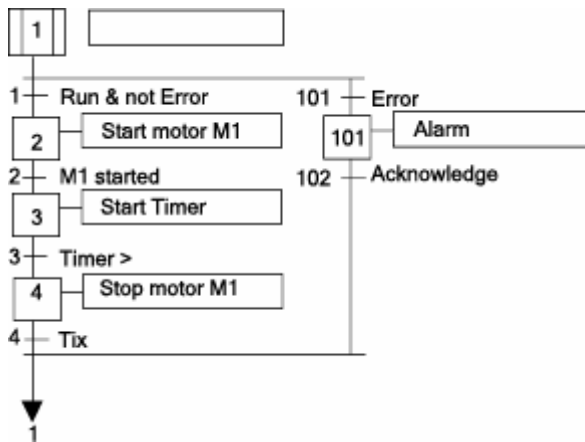 1
1 Run & not Error 101 Error
2 Start motor M1 101 Alarm
2 M1 started 102 Acknowledge
3 Start Timer
3 Timer >
4 Stop motor M1
4 Tix
1